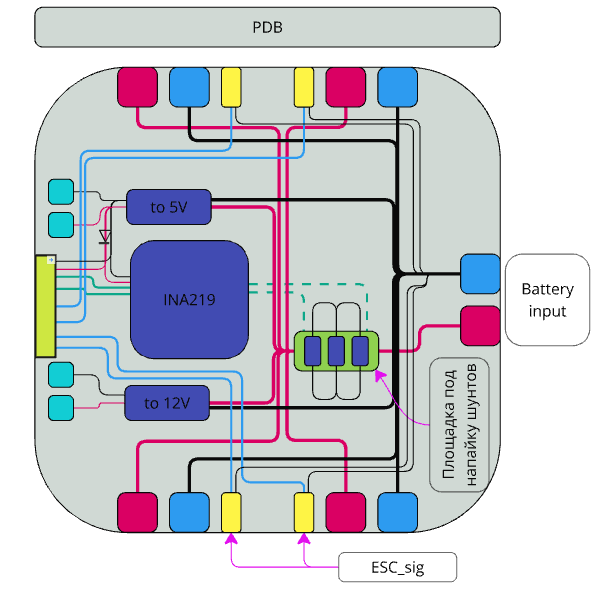 PDB
to 5V
INA219
Battery
input
to 12V
Площадка под
напайку шунтов
ESC_sig